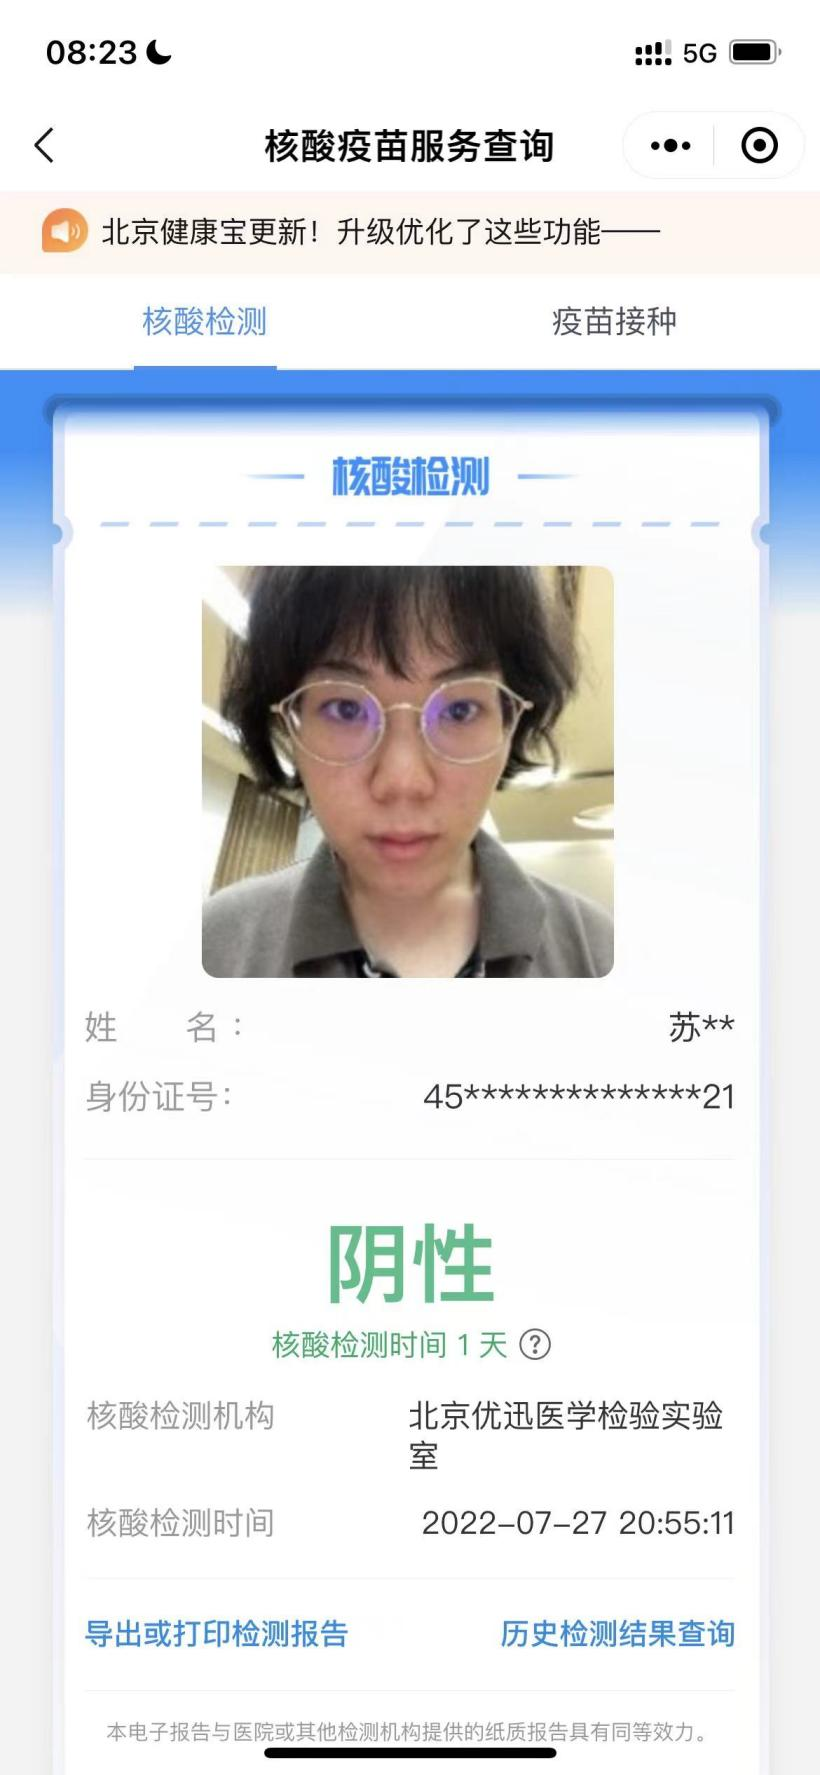 08:23
5G
核酸疫苗服务查询
北京健康宝更新！升级优化了这些功能——
核酸检测 疫苗接种
核酸检测
姓 名： 苏**
身份证号： 45**************21
阴性
核酸检测时间 1 天 ?
核酸检测机构 北京优迅医学检验实验
室
核酸检测时间 2022-07-27 20:55:11
导出或打印检测报告 历史检测结果查询
本电子报告与医院或其他检测机构提供的纸质报告具有同等效力。